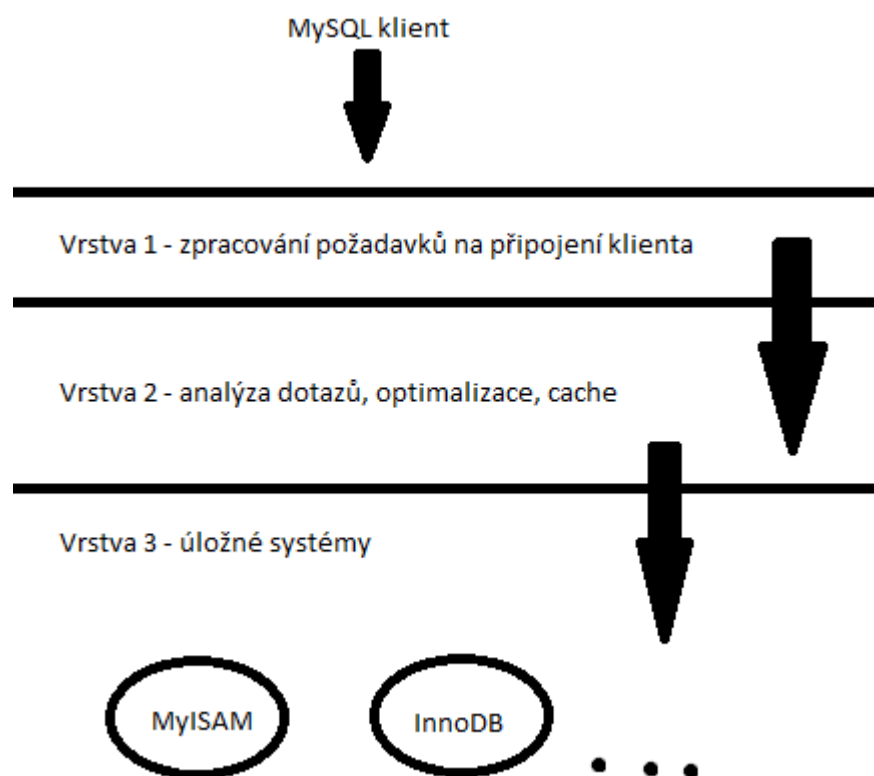 MySQL klient
Vrstva 1 - zpracování požadavků na připojení klienta
Vrstva 2 - analýza dotazů, optimalizace, cache
Vrstva 3 - úložné systémy
MyISAM
InnoDB
. . .